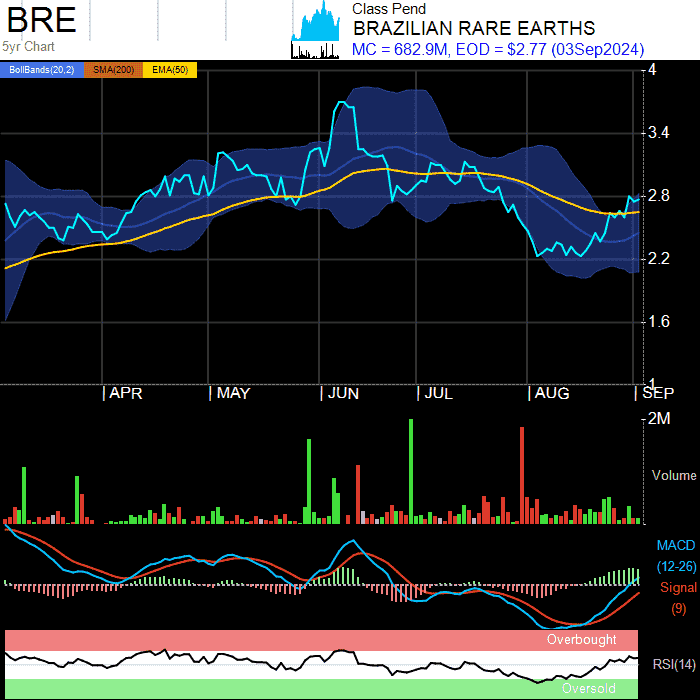 BRE
5yr Chart
Class Pend
BRAZILIAN RARE EARTHS
MC = 682.9M, EOD = $2.77 (03Sep2024)
BollBands(20,2) SMA(200) EMA(50)
4
3.4
2.8
2.2
1.6
1
APR MAY JUN JUL AUG SEP
2M
Volume
MACD
(12-26)
Signal
(9)
Overbought
RSI(14)
Oversold